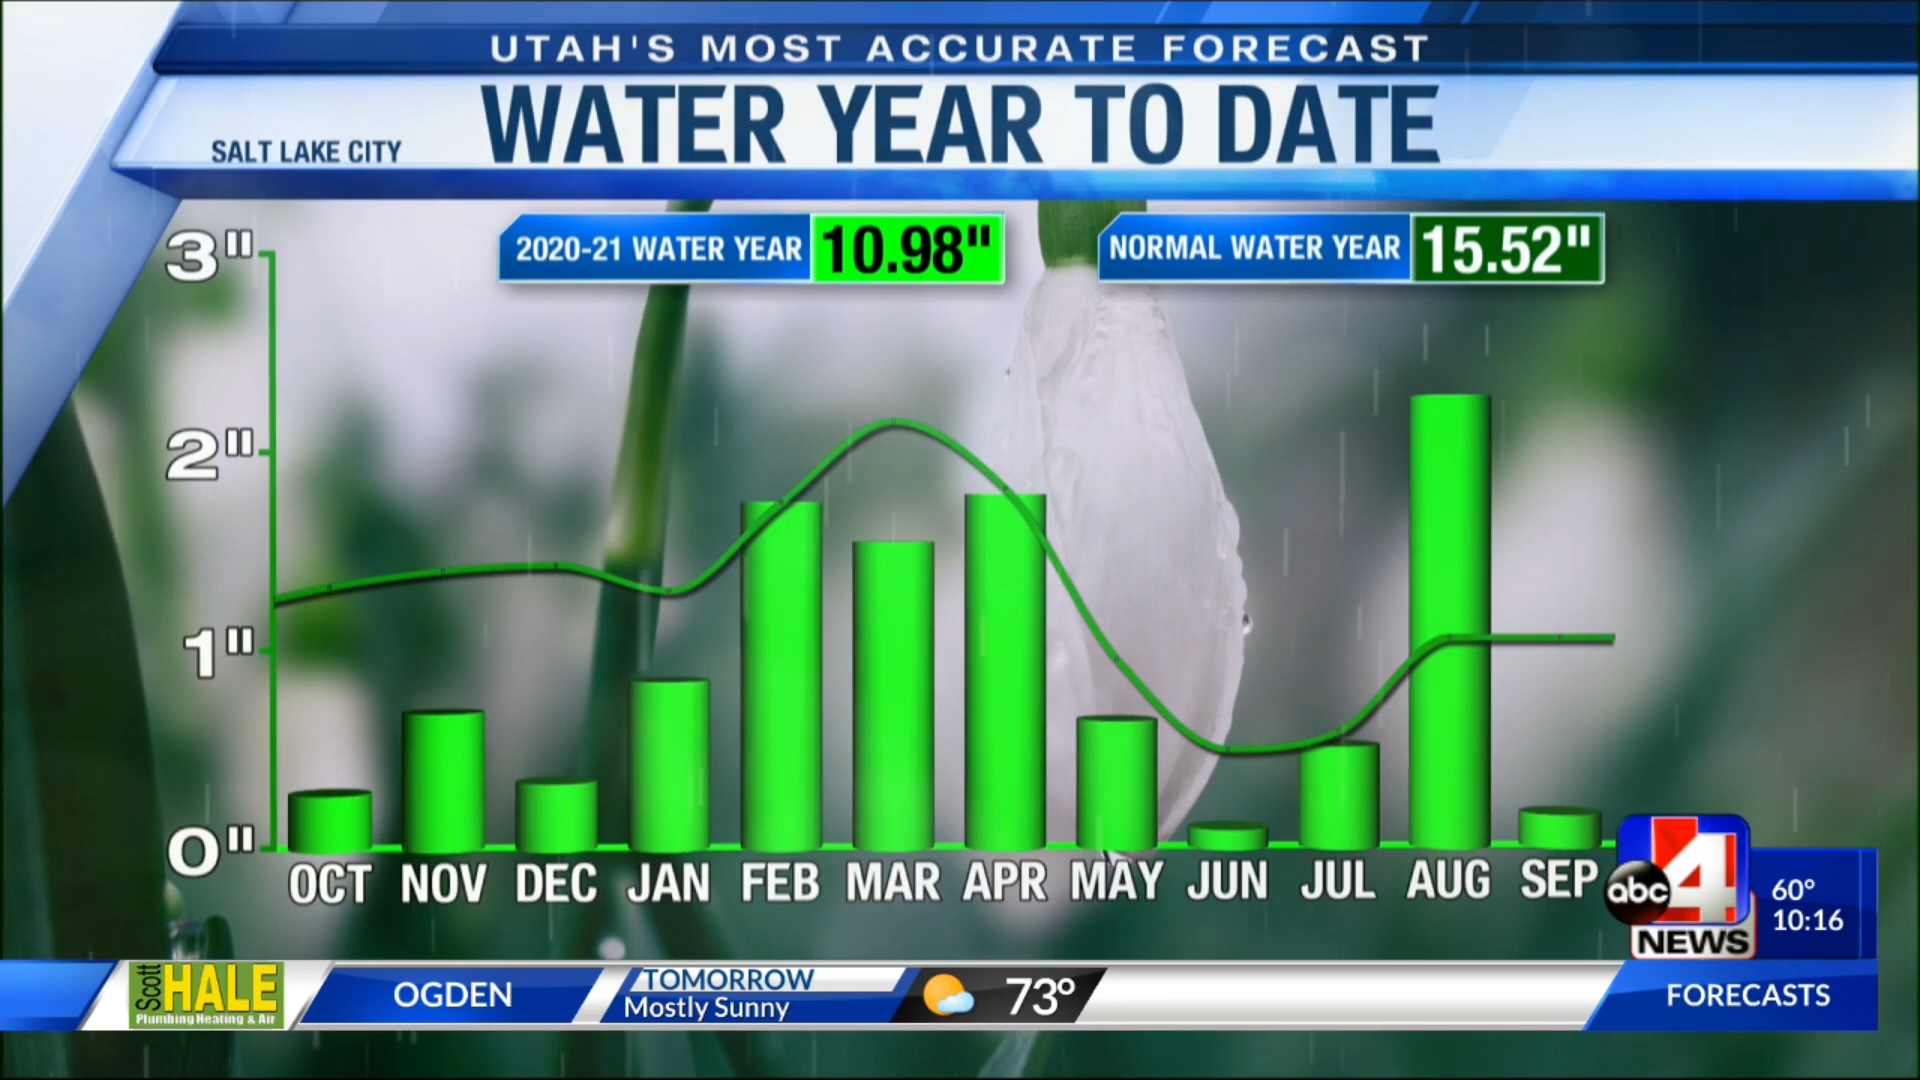 UTAH'S MOST ACCURATE FORECAST
SALT LAKE CITY
WATER YEAR TO DATE
2020-21 WATER YEAR 10.98"
NORMAL WATER YEAR 15.52"
3"
2"
1"
0"
OCT NOV DEC JAN FEB MAR APR MAY JUN JUL AUG SEP
abc 4
NEWS
60°
10:16
Scott HALE
Plumbing Heating & Air
OGDEN
TOMORROW
Mostly Sunny
73°
FORECASTS